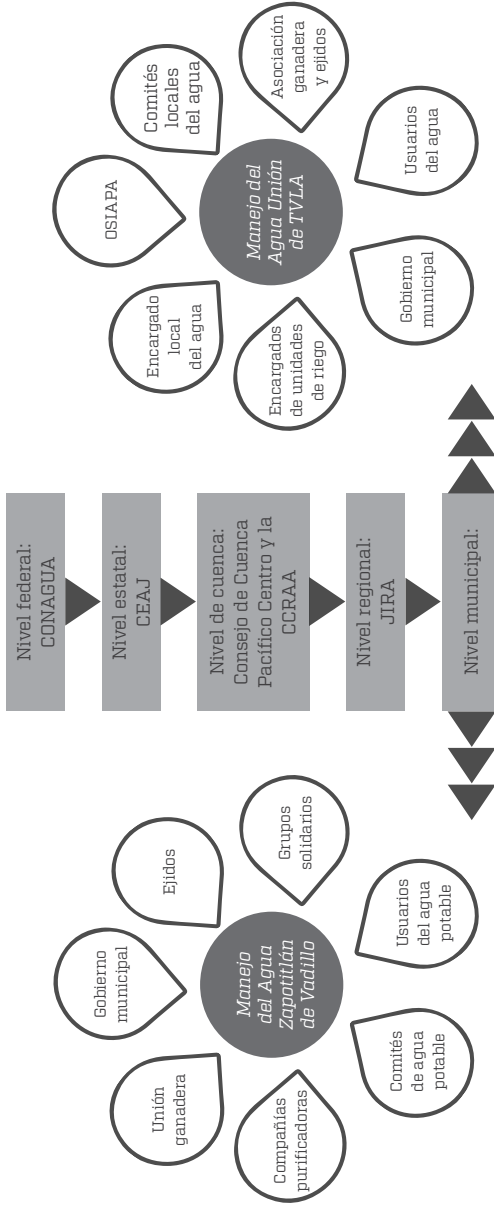 Gobierno
municipal
Ejidos
Grupos
solidarios
Usuarios
del agua
potable
Comités
de agua
potable
Compañías
purificadoras
Unión
ganadera
Manejo
del Agua
Zapotitlán
de Vadillo
Nivel federal:
CONAGUA
Nivel estatal:
CEAJ
Nivel de cuenca:
Consejo de Cuenca
Pacífico Centro y la
CCRAA
Nivel regional:
JIRA
Nivel municipal:
OSIAPA
Comités
locales
del agua
Asociación
ganadera
y ejidos
Usuarios
del agua
Gobierno
municipal
Encargados
de unidades
de riego
Encargado
local
del agua
Manejo del
Agua Unión
de TVLA